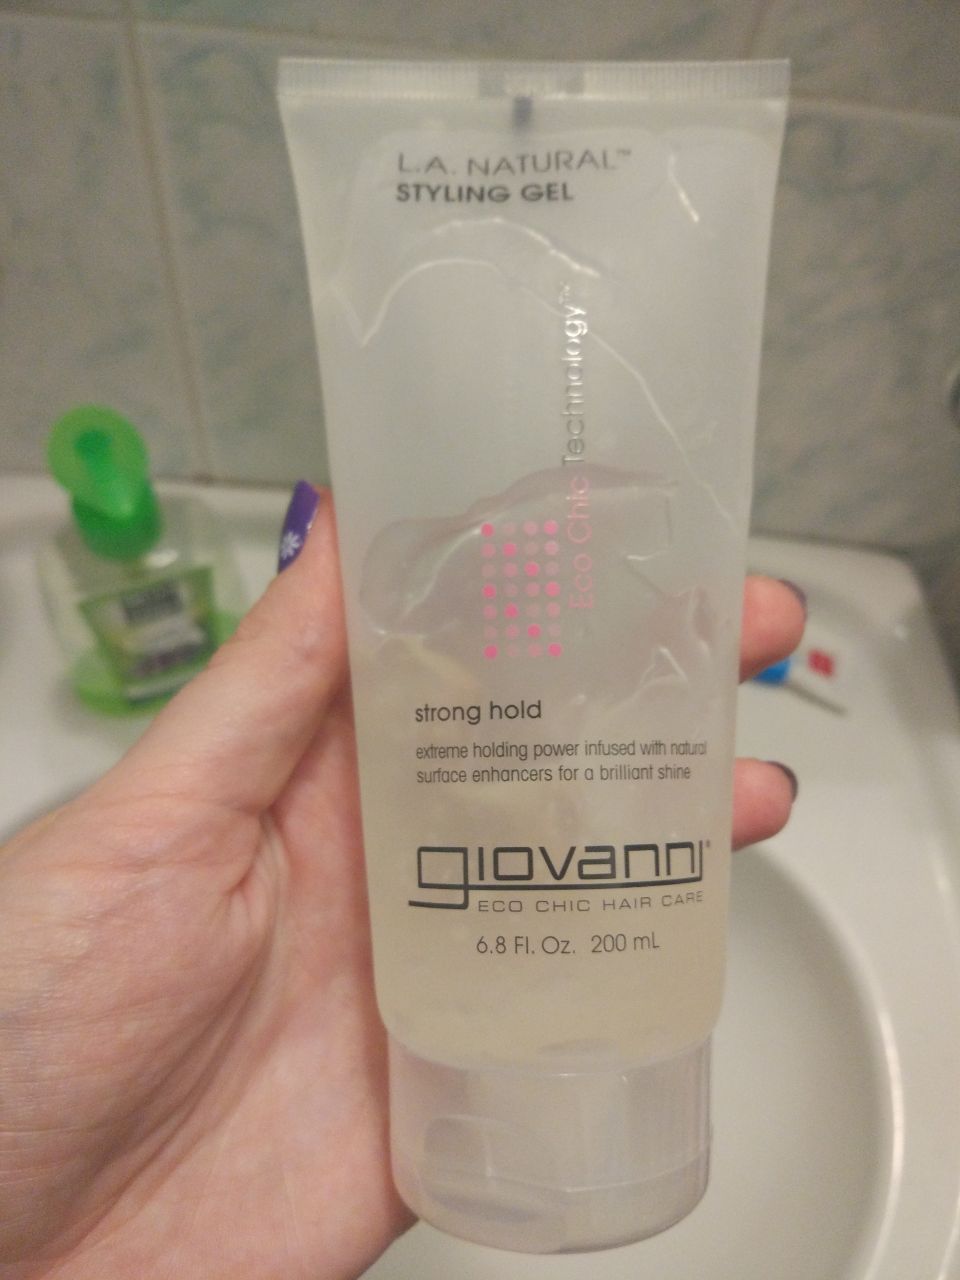 L.A. NATURAL™
STYLING GEL
Eco Chic Technology™
strong hold
extreme holding power infused with natural
surface enhancers for a brilliant shine
giovanni®
ECO CHIC HAIR CARE
6.8 Fl. Oz. 200 mL